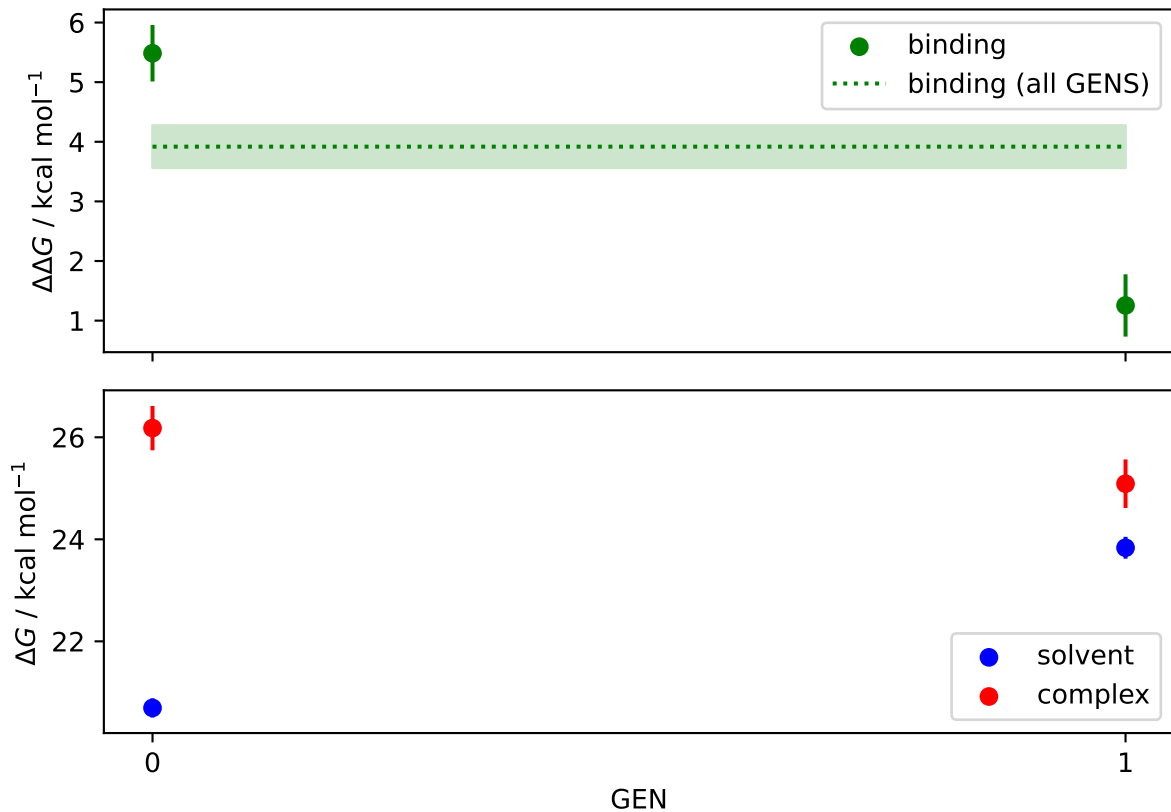 6
5
4
3
2
1
ΔΔG / kcal mol⁻¹
binding
binding (all GENS)
26
24
22
ΔG / kcal mol⁻¹
solvent
complex
0
1
GEN